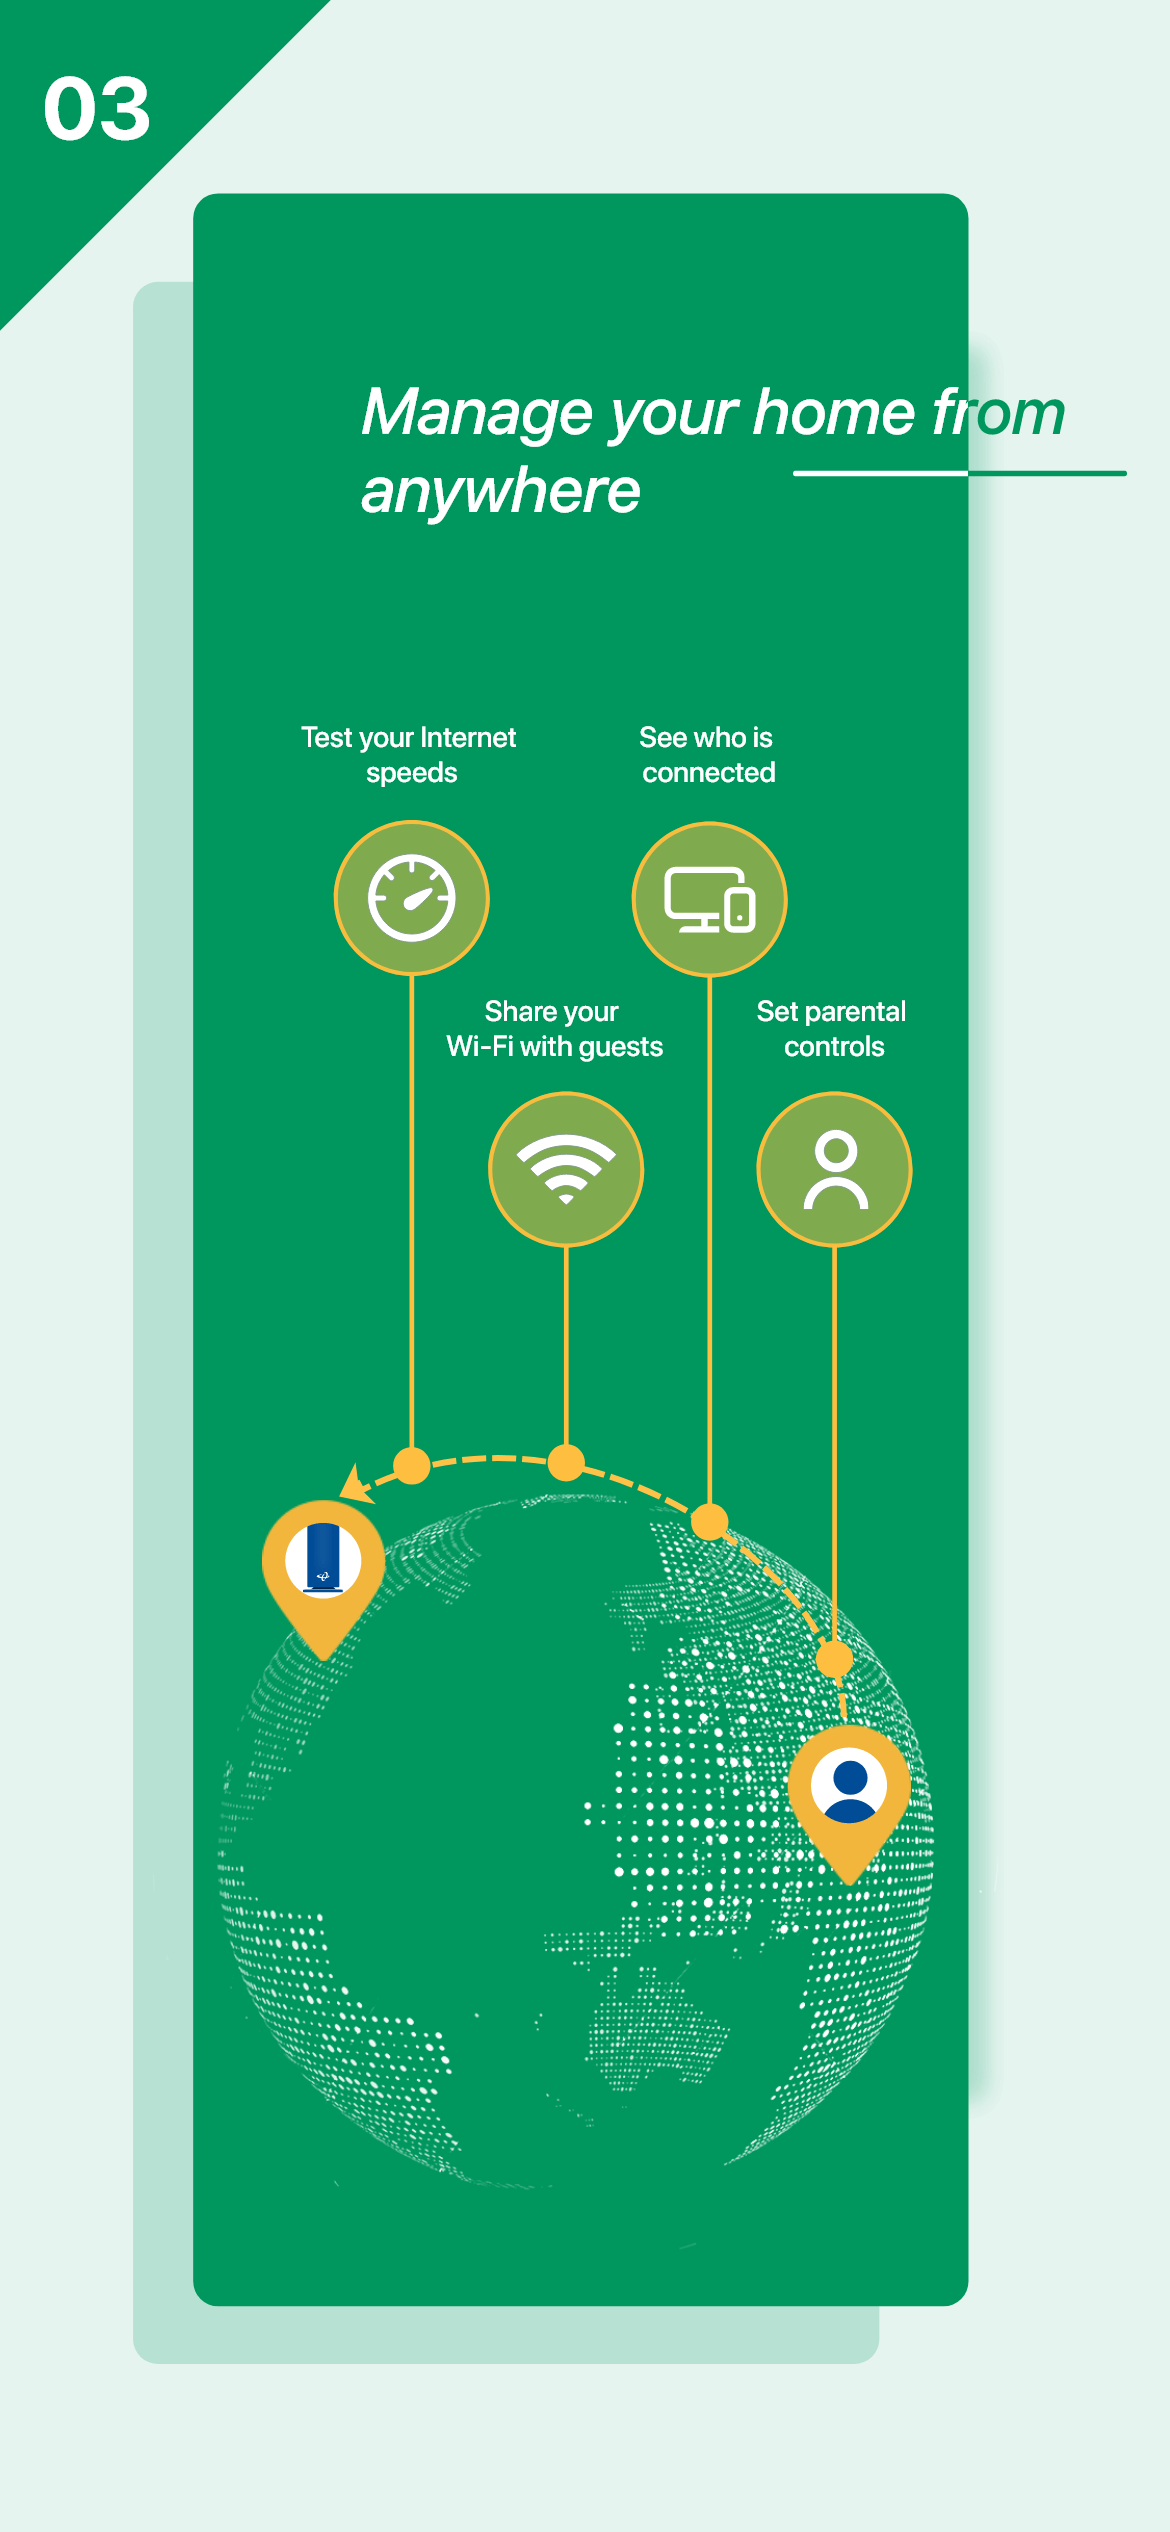 03
Manage your home from
anywhere
Test your Internet
speeds
See who is
connected
Share your
Wi-Fi with guests
Set parental
controls